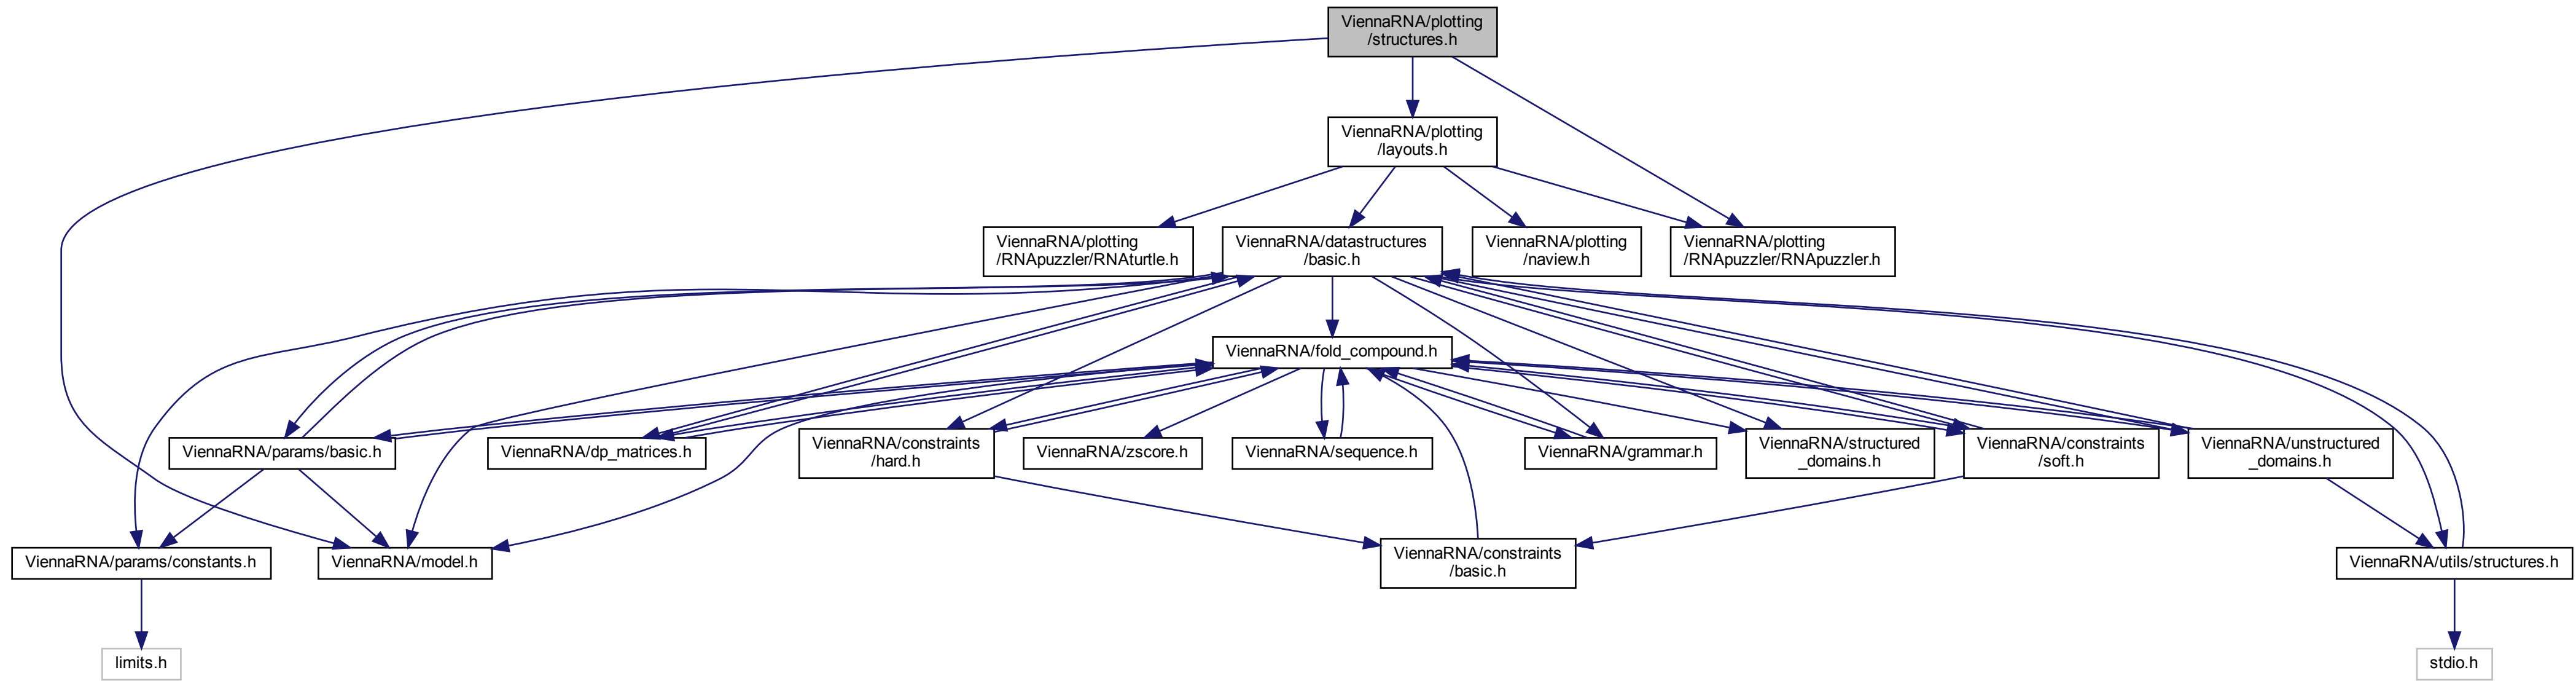 ViennaRNA/plotting
/structures.h
ViennaRNA/plotting
/layouts.h
ViennaRNA/plotting
/RNApuzzler/RNAturtle.h
ViennaRNA/datastructures
/basic.h
ViennaRNA/plotting
/naview.h
ViennaRNA/plotting
/RNApuzzler/RNApuzzler.h
ViennaRNA/fold_compound.h
ViennaRNA/params/basic.h
ViennaRNA/dp_matrices.h
ViennaRNA/constraints
/hard.h
ViennaRNA/zscore.h
ViennaRNA/sequence.h
ViennaRNA/grammar.h
ViennaRNA/structured
_domains.h
ViennaRNA/constraints
/soft.h
ViennaRNA/unstructured
_domains.h
ViennaRNA/params/constants.h
ViennaRNA/model.h
ViennaRNA/constraints
/basic.h
ViennaRNA/utils/structures.h
limits.h
stdio.h